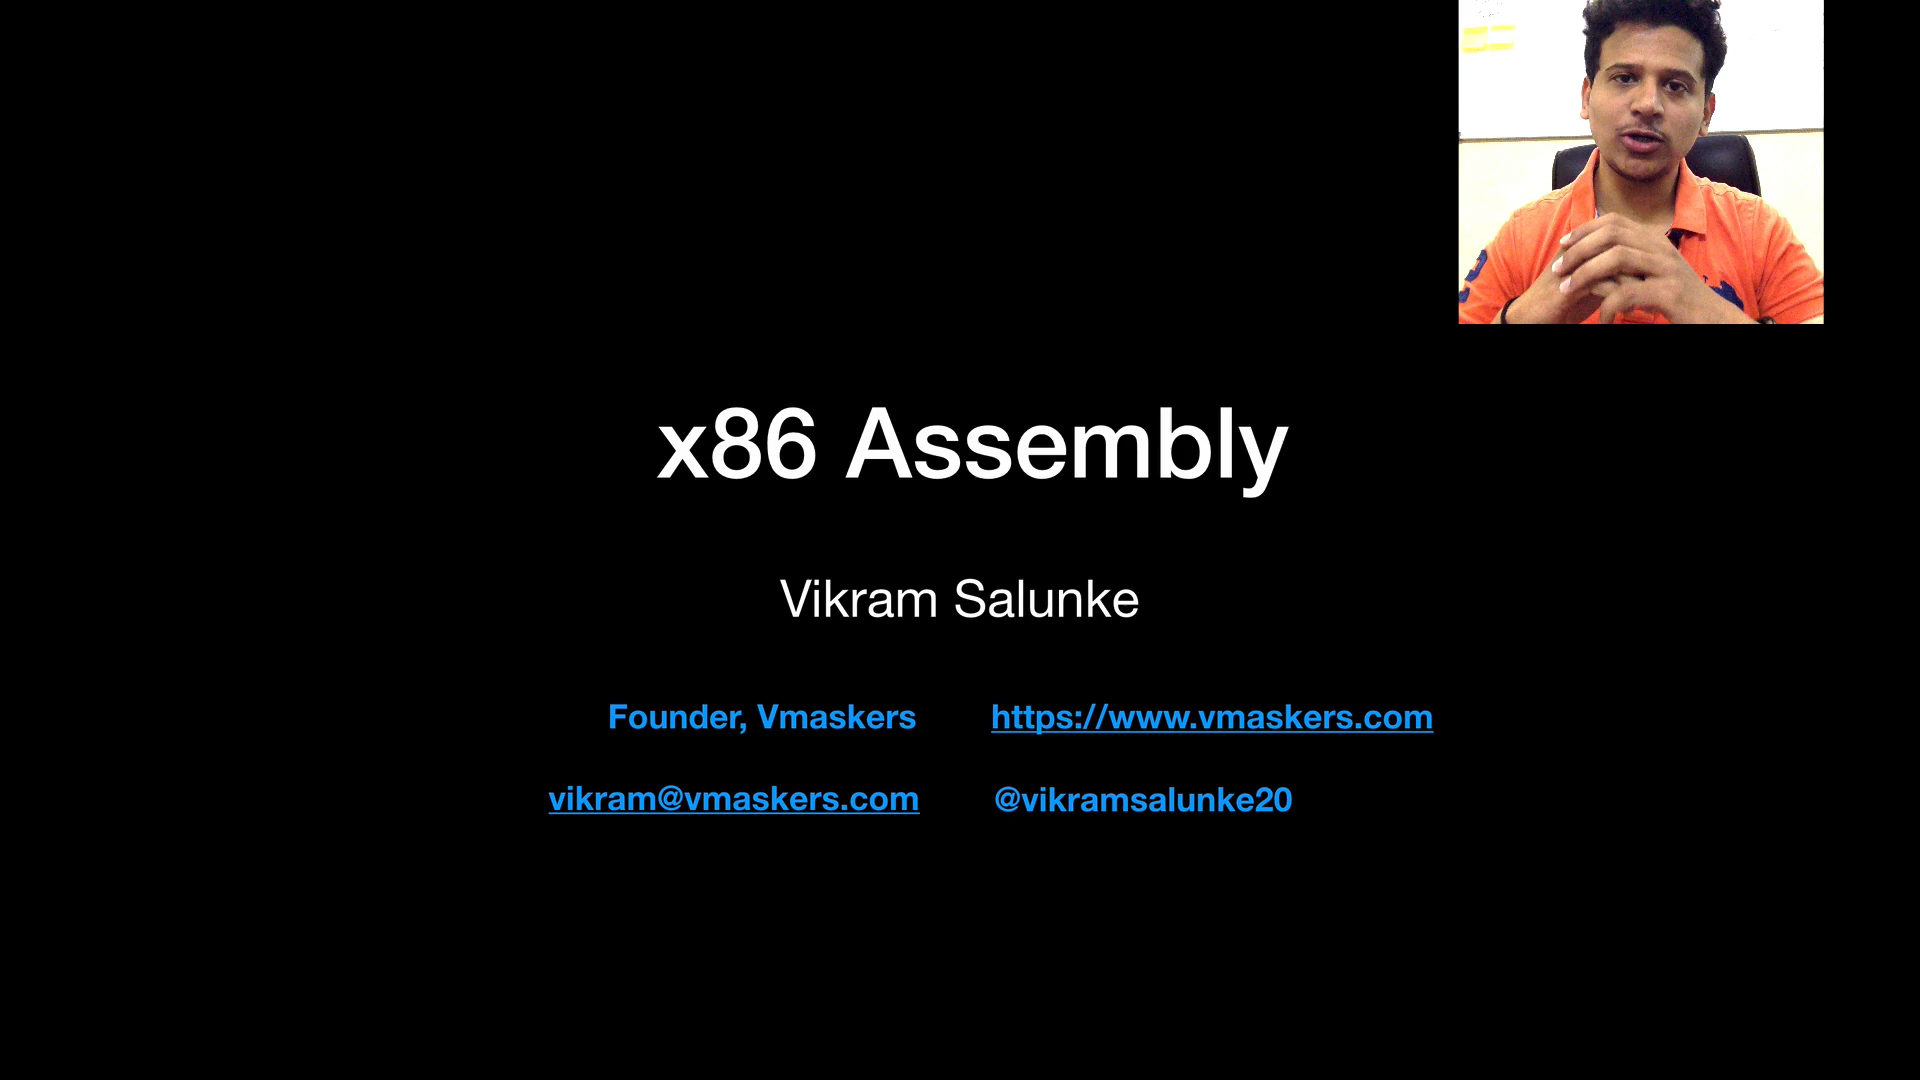 x86 Assembly
Vikram Salunke
Founder, Vmaskers
https://www.vmaskers.com
vikram@vmaskers.com
@vikramsalunke20